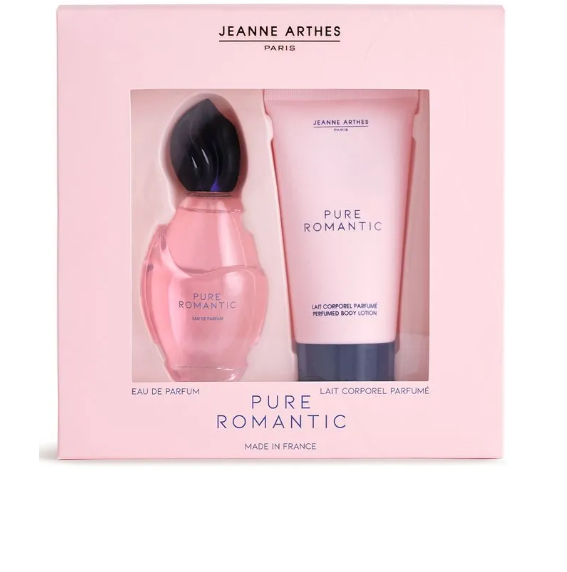 JEANNE ARTHES
PARIS
JEANNE ARTHES
PARIS
PURE
ROMANTIC
LAIT CORPOREL PARFUMÉ
PERFUMED BODY LOTION
PURE
ROMANTIC
EAU DE PARFUM
EAU DE PARFUM
LAIT CORPOREL PARFUMÉ
PURE
ROMANTIC
MADE IN FRANCE